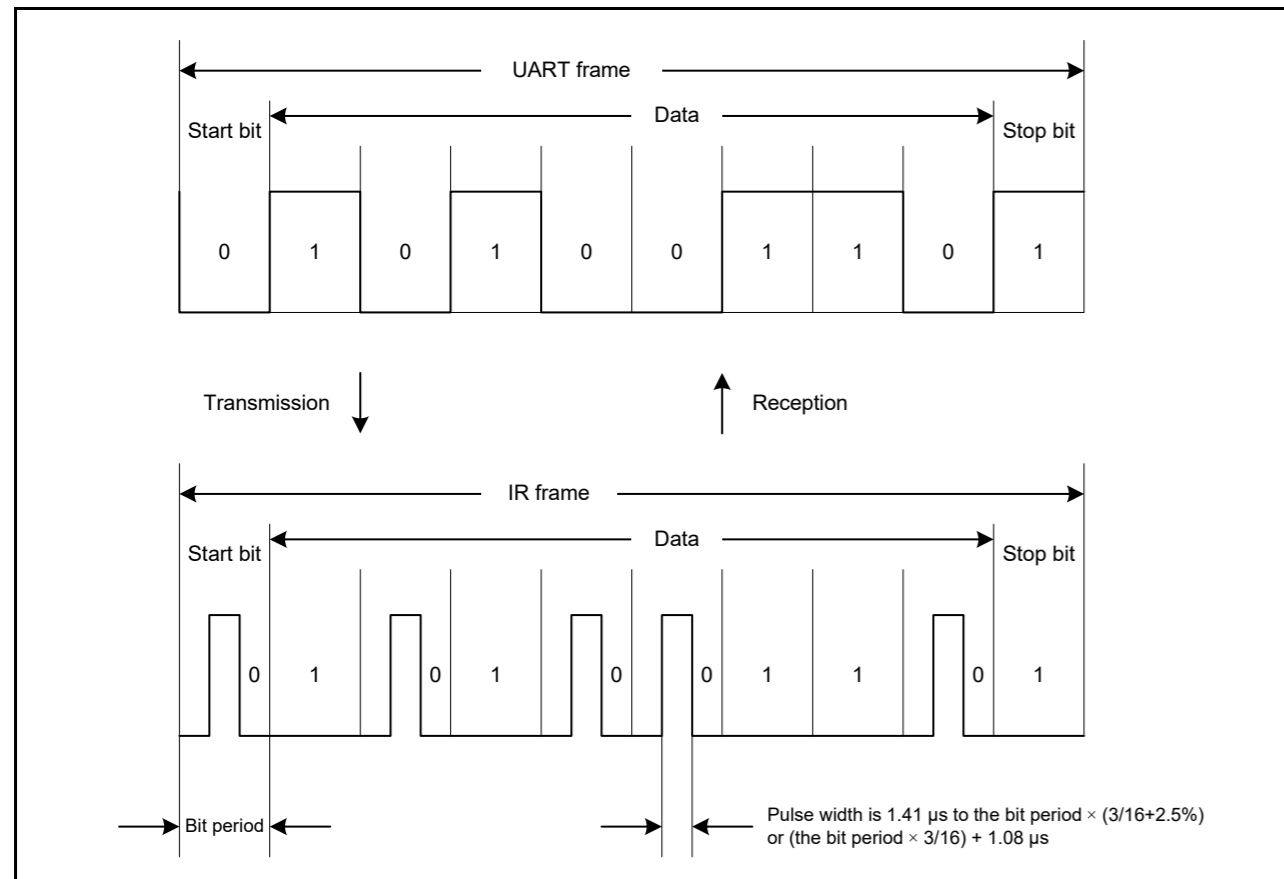 UART frame
Data
Start bit
Stop bit
0 1 0 1 0 0 1 1 0 1
Transmission
Reception
IR frame
Data
Start bit
Stop bit
0 1 0 1 0 0 1 1 0 1
Bit period
Pulse width is 1.41 µs to the bit period × (3/16+2.5%)
or (the bit period × 3/16) + 1.08 µs